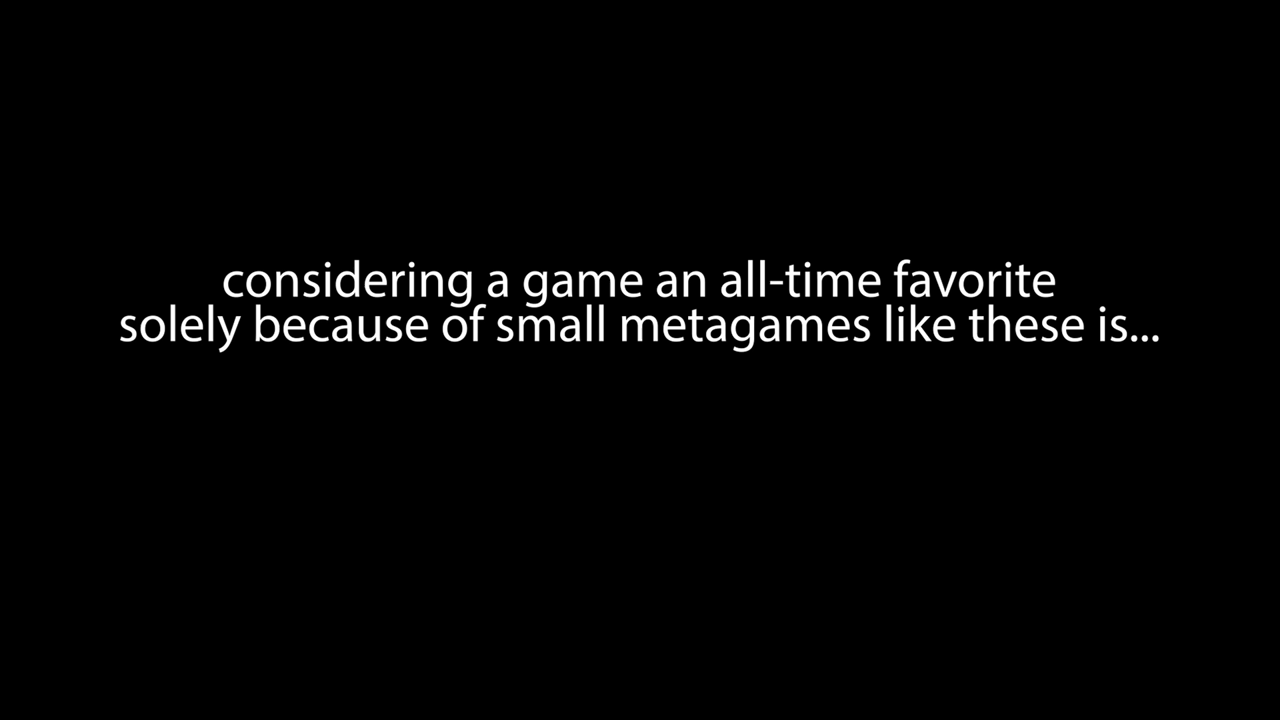 considering a game an all-time favorite
solely because of small metagames like these is...